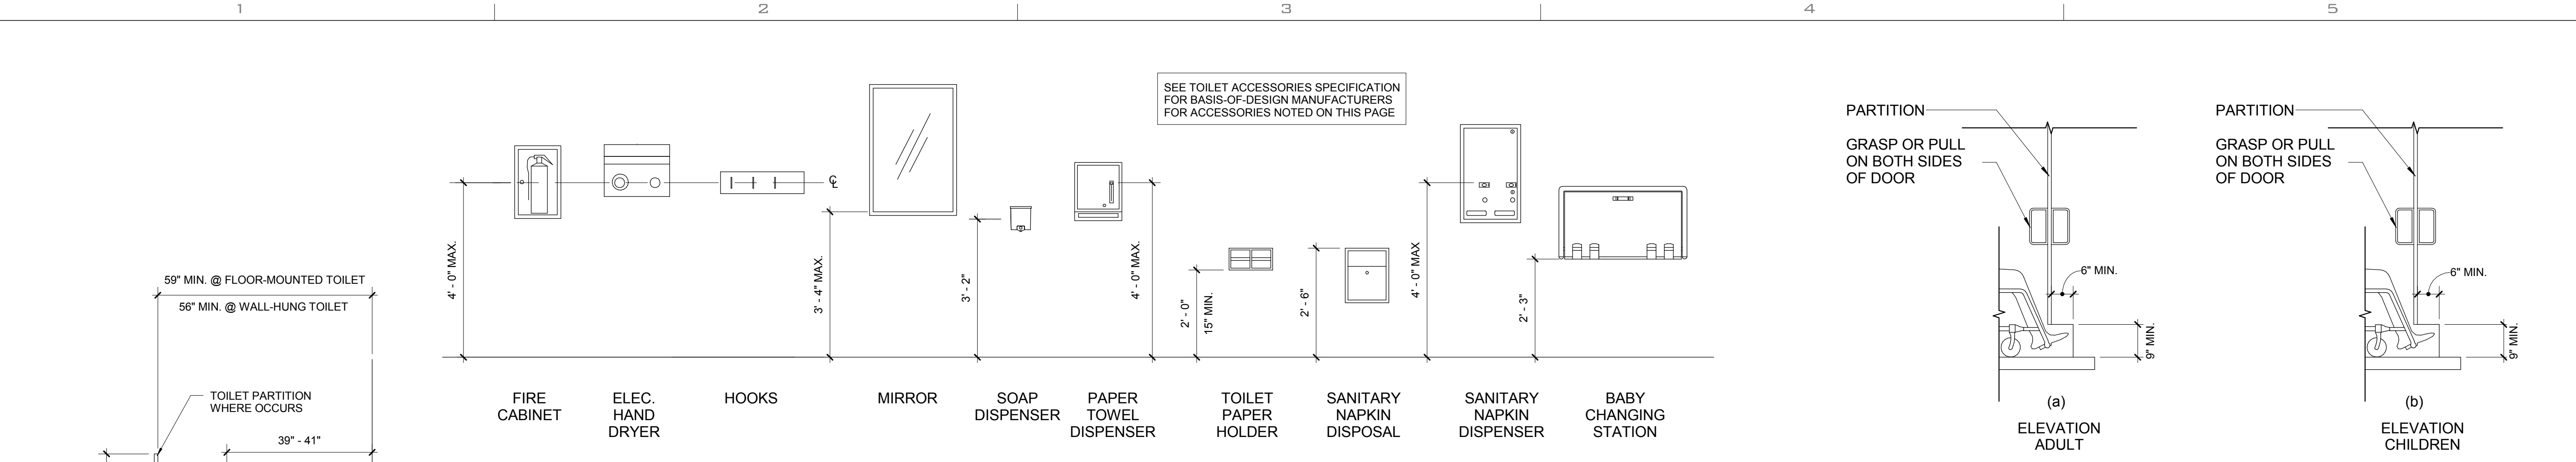 1
2
3
4
5
SEE TOILET ACCESSORIES SPECIFICATION
FOR BASIS-OF-DESIGN MANUFACTURERS
FOR ACCESSORIES NOTED ON THIS PAGE
59" MIN. @ FLOOR-MOUNTED TOILET
56" MIN. @ WALL-HUNG TOILET
TOILET PARTITION
WHERE OCCURS
39" - 41"
4' - 0" MAX.
℄
3' - 4" MAX.
3' - 2"
4' - 0" MAX.
2' - 0"
15" MIN.
2' - 6"
4' - 0" MAX
2' - 3"
FIRE
CABINET
ELEC.
HAND
DRYER
HOOKS
MIRROR
SOAP
DISPENSER
PAPER
TOWEL
DISPENSER
TOILET
PAPER
HOLDER
SANITARY
NAPKIN
DISPOSAL
SANITARY
NAPKIN
DISPENSER
BABY
CHANGING
STATION
PARTITION
GRASP OR PULL
ON BOTH SIDES
OF DOOR
6" MIN.
9" MIN.
(a)
ELEVATION
ADULT
PARTITION
GRASP OR PULL
ON BOTH SIDES
OF DOOR
6" MIN.
9" MIN.
(b)
ELEVATION
CHILDREN